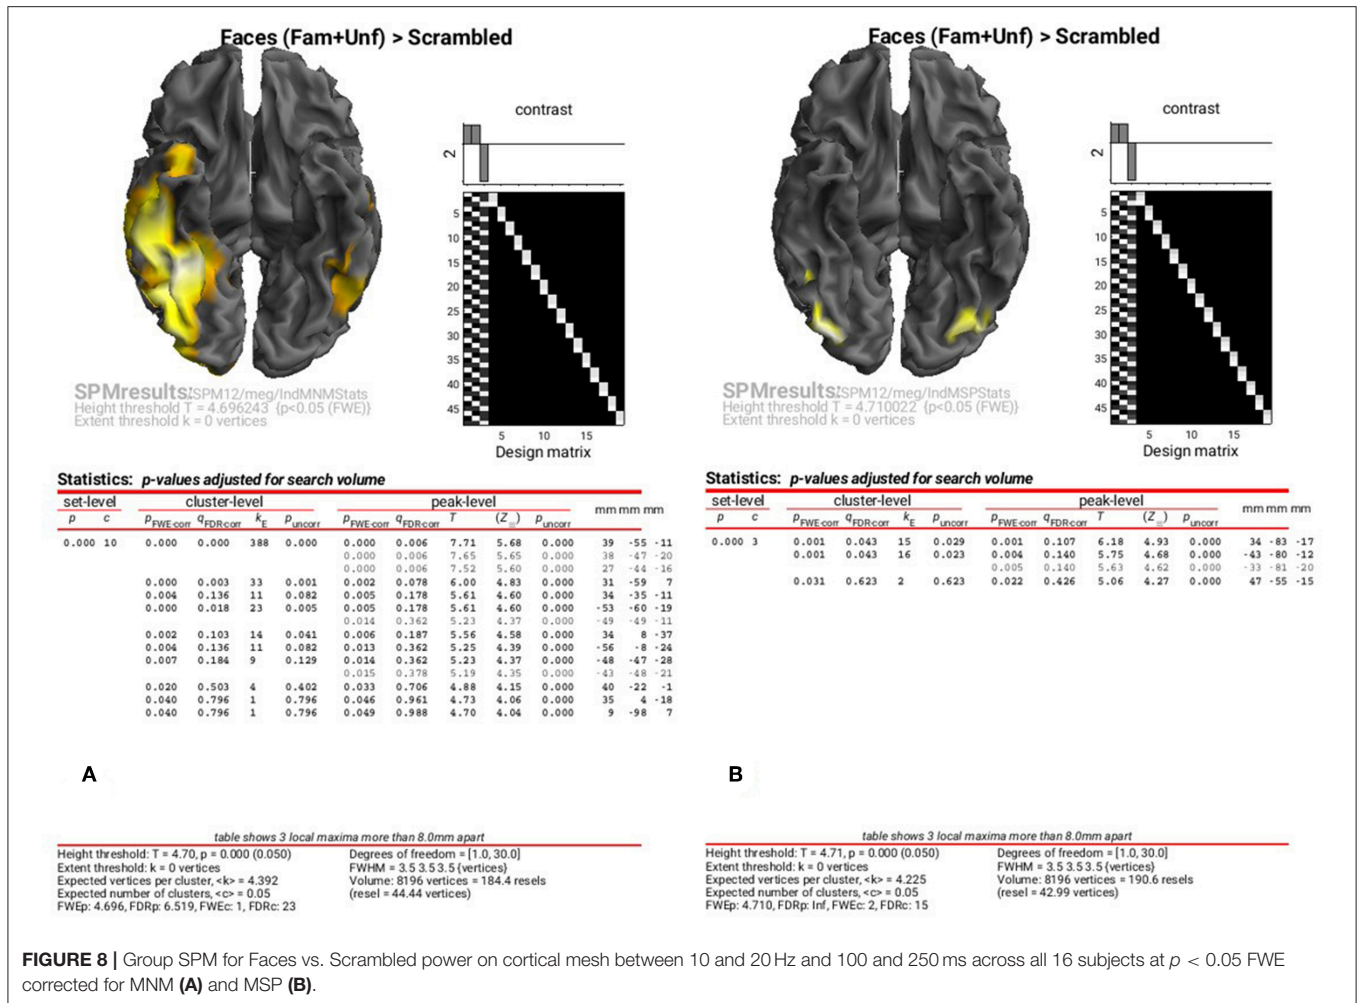 Faces (Fam+Unf) > Scrambled
contrast
2
5
10
15
20
25
30
35
40
45
5 10 15
Design matrix
SPMresults: SPM12/meg/IndMNMStats
Height threshold T = 4.696243 {p<0.05 (FWE)}
Extent threshold k = 0 vertices
Statistics: p-values adjusted for search volume
set-level cluster-level peak-level mm mm mm
p c pFWE-corr qFDR-corr kE puncorr pFWE-corr qFDR-corr T (Z≡) puncorr
0.000 10 0.000 0.000 388 0.000 0.000 0.006 7.71 5.68 0.000 39 -55 -11
0.000 0.006 7.65 5.65 0.000 38 -47 -20
0.000 0.006 7.52 5.60 0.000 27 -44 -16
0.000 0.003 33 0.001 0.002 0.078 6.00 4.83 0.000 31 -59 7
0.004 0.136 11 0.082 0.005 0.178 5.61 4.60 0.000 34 -35 -11
0.000 0.018 23 0.005 0.005 0.178 5.61 4.60 0.000 -53 -60 -19
0.014 0.362 5.23 4.37 0.000 -49 -49 -11
0.002 0.103 14 0.041 0.006 0.187 5.56 4.58 0.000 34 8 -37
0.004 0.136 11 0.082 0.013 0.362 5.25 4.39 0.000 -56 -8 -24
0.007 0.184 9 0.129 0.014 0.362 5.23 4.37 0.000 -48 -47 -28
0.015 0.378 5.19 4.35 0.000 -43 -48 -21
0.020 0.503 4 0.402 0.033 0.706 4.88 4.15 0.000 40 -22 -1
0.040 0.796 1 0.796 0.046 0.961 4.73 4.06 0.000 35 4 -18
0.040 0.796 1 0.796 0.049 0.988 4.70 4.04 0.000 9 -98 7
A
table shows 3 local maxima more than 8.0mm apart
Height threshold: T = 4.70, p = 0.000 (0.050)
Extent threshold: k = 0 vertices
Expected vertices per cluster, <k> = 4.392
Expected number of clusters, <c> = 0.05
FWEp: 4.696, FDRp: 6.519, FWEc: 1, FDRc: 23
Degrees of freedom = [1.0, 30.0]
FWHM = 3.5 3.5 3.5 {vertices}
Volume: 8196 vertices = 184.4 resels
(resel = 44.44 vertices)
Faces (Fam+Unf) > Scrambled
contrast
2
5
10
15
20
25
30
35
40
45
5 10 15
Design matrix
SPMresults: SPM12/meg/IndMSPStats
Height threshold T = 4.710022 {p<0.05 (FWE)}
Extent threshold k = 0 vertices
Statistics: p-values adjusted for search volume
set-level cluster-level peak-level mm mm mm
p c pFWE-corr qFDR-corr kE puncorr pFWE-corr qFDR-corr T (Z≡) puncorr
0.000 3 0.001 0.043 15 0.029 0.001 0.107 6.18 4.93 0.000 34 -83 -17
0.001 0.043 16 0.023 0.004 0.140 5.75 4.68 0.000 -43 -80 -12
0.005 0.140 5.63 4.62 0.000 -33 -81 -20
0.031 0.623 2 0.623 0.022 0.426 5.06 4.27 0.000 47 -55 -15
B
table shows 3 local maxima more than 8.0mm apart
Height threshold: T = 4.71, p = 0.000 (0.050)
Extent threshold: k = 0 vertices
Expected vertices per cluster, <k> = 4.225
Expected number of clusters, <c> = 0.05
FWEp: 4.710, FDRp: Inf, FWEc: 2, FDRc: 15
Degrees of freedom = [1.0, 30.0]
FWHM = 3.5 3.5 3.5 {vertices}
Volume: 8196 vertices = 190.6 resels
(resel = 42.99 vertices)
FIGURE 8 | Group SPM for Faces vs. Scrambled power on cortical mesh between 10 and 20 Hz and 100 and 250 ms across all 16 subjects at p < 0.05 FWE
corrected for MNM (A) and MSP (B).